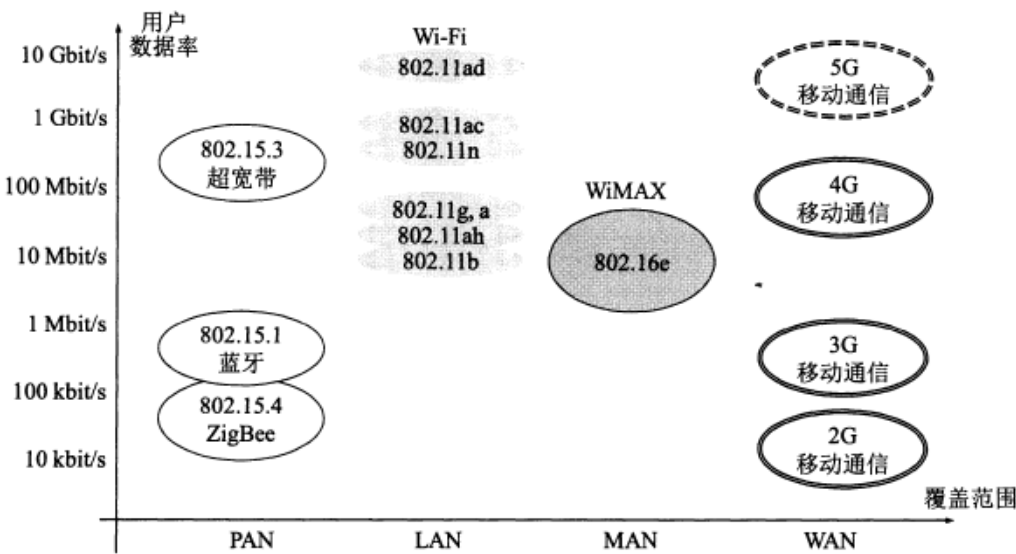 用户
数据率
10 Gbit/s
1 Gbit/s
100 Mbit/s
10 Mbit/s
1 Mbit/s
100 kbit/s
10 kbit/s
802.15.3
超宽带
802.15.1
蓝牙
802.15.4
ZigBee
Wi-Fi
802.11ad
802.11ac
802.11n
802.11g, a
802.11ah
802.11b
WiMAX
802.16e
5G
移动通信
4G
移动通信
3G
移动通信
2G
移动通信
覆盖范围
PAN
LAN
MAN
WAN